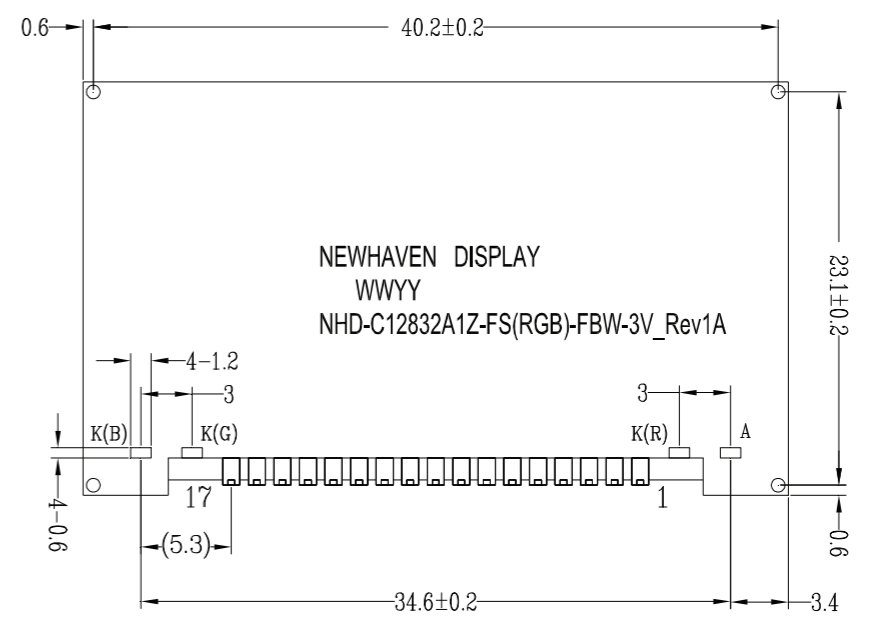 0.6
40.2±0.2
23.1±0.2
NEWHAVEN DISPLAY
WWYY
NHD-C12832A1Z-FS(RGB)-FBW-3V_Rev1A
4-1.2
3
3
K(B)
K(G)
K(R)
A
17
1
4-0.6
(5.3)
0.6
34.6±0.2
3.4